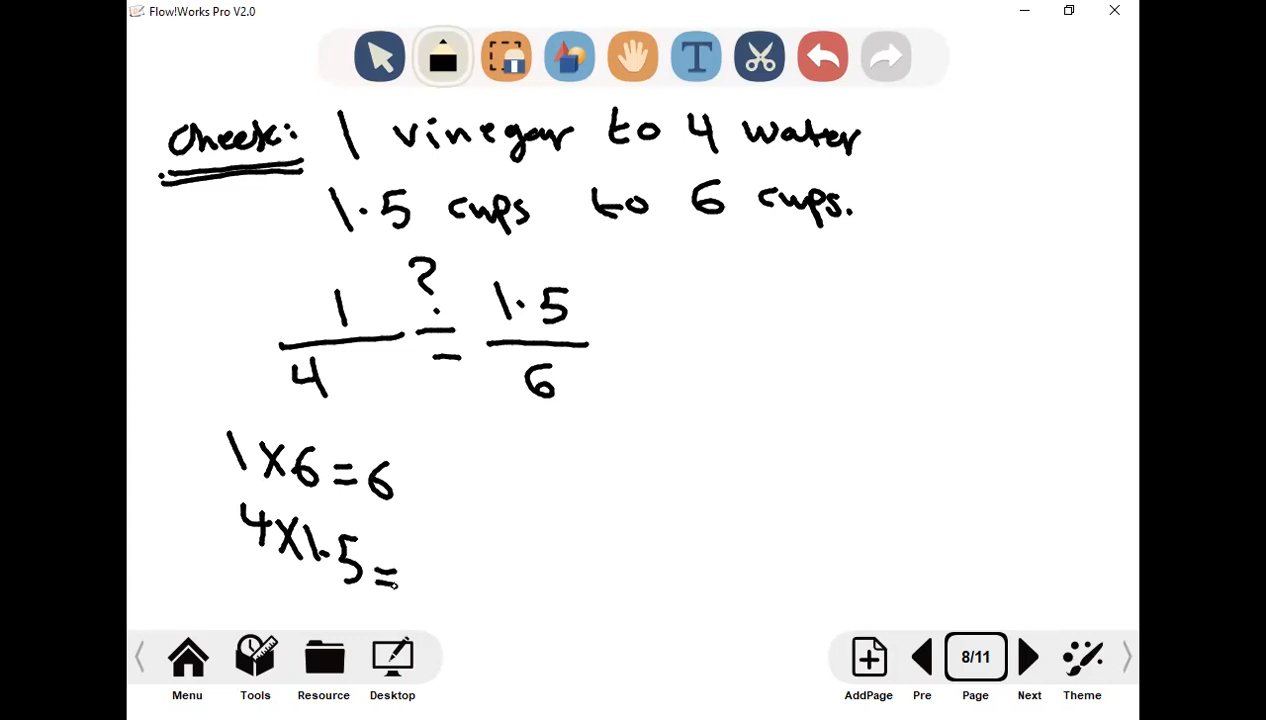 Flow!Works Pro V2.0
T
Check: 1 vinegar to 4 water
1.5 cups to 6 cups.
?
1 = 1.5
4 6
1x6=6
4x1.5=
8/11
Menu Tools Resource Desktop AddPage Pre Page Next Theme